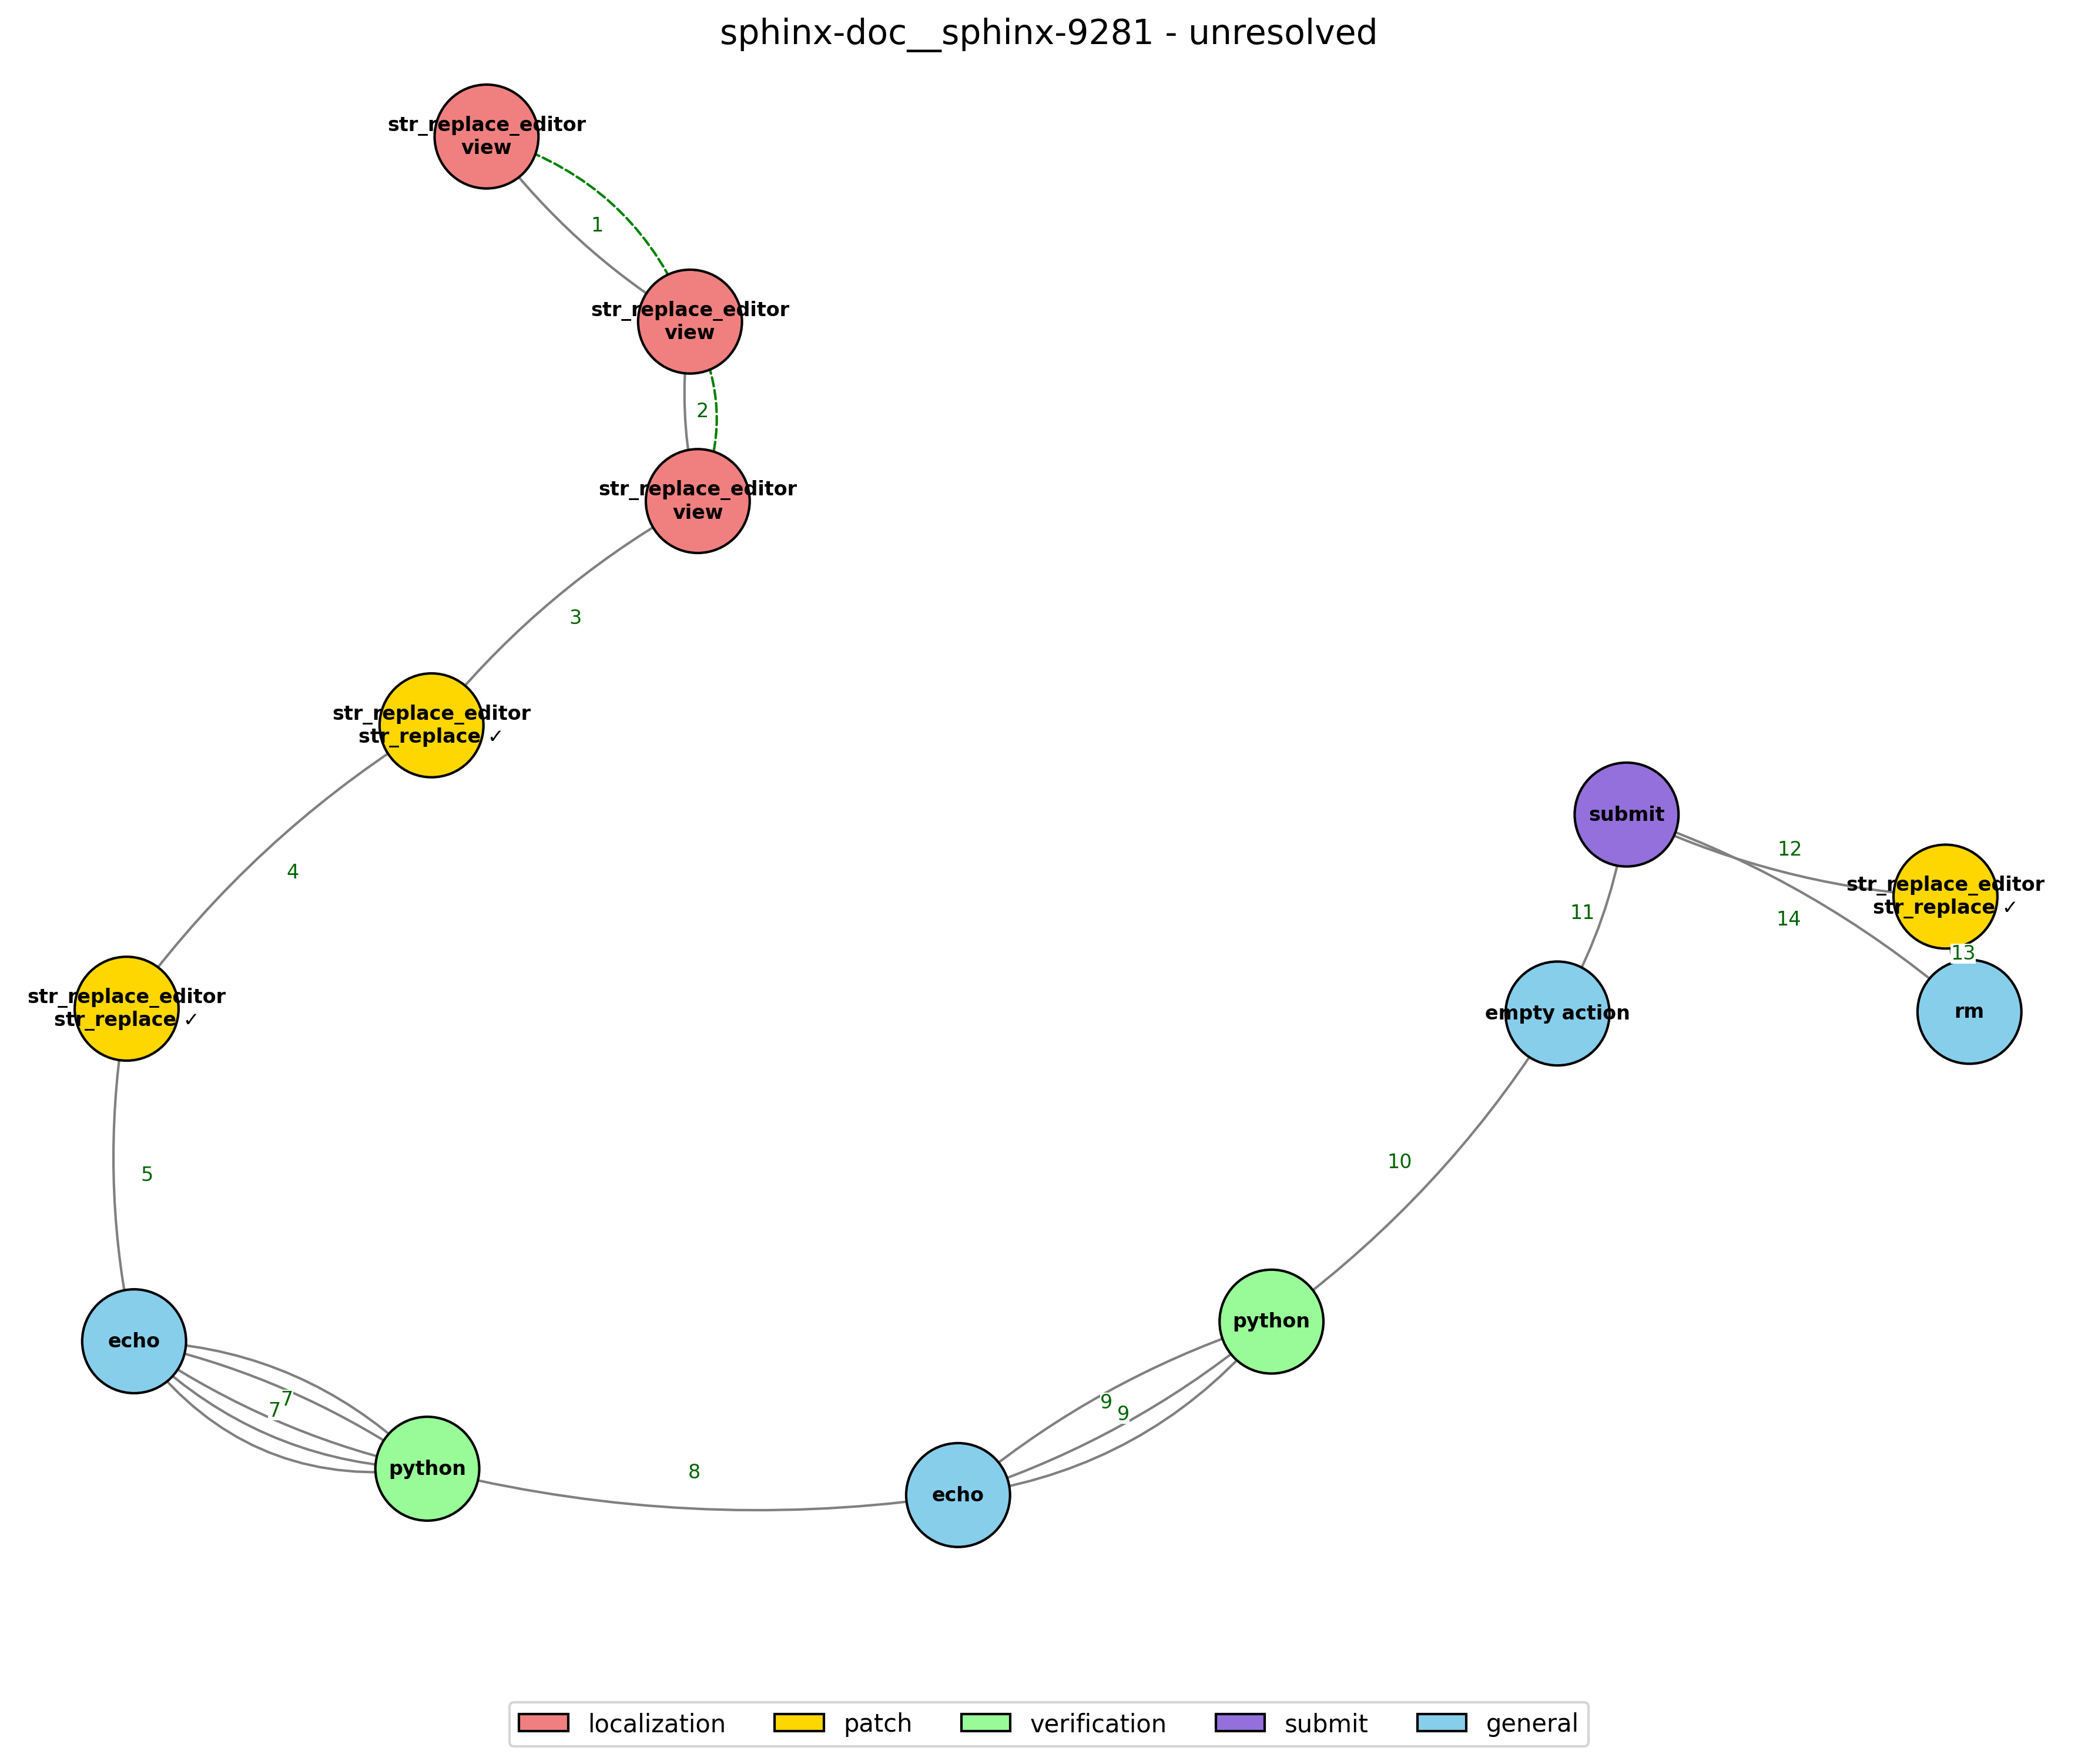 sphinx-doc__sphinx-9281 - unresolved
str_replace_editor
view
1
str_replace_editor
view
2
str_replace_editor
view
3
str_replace_editor
str_replace ✓
4
submit
12
str_replace_editor
str_replace ✓
11
14
13
str_replace_editor
str_replace ✓
empty action
rm
5
10
echo
python
7
7
9
9
python
8
echo
localization
patch
verification
submit
general